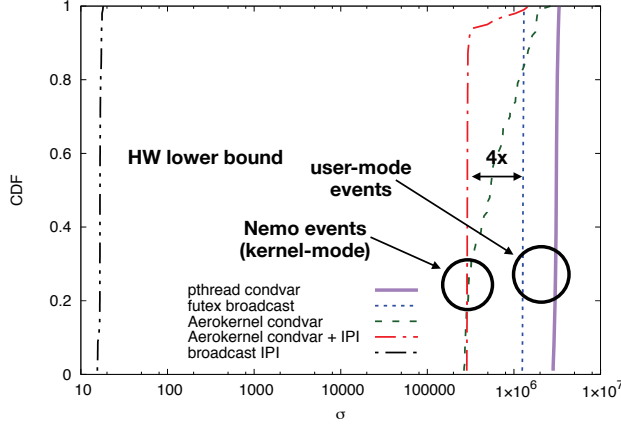 1
0.8
0.6
0.4
0.2
0
CDF
HW lower bound
4x
user-mode
events
Nemo events
(kernel-mode)
pthread condvar
futex broadcast
Aerokernel condvar
Aerokernel condvar + IPI
broadcast IPI
10 100 1000 10000 100000 1×10⁶ 1×10⁷
σ